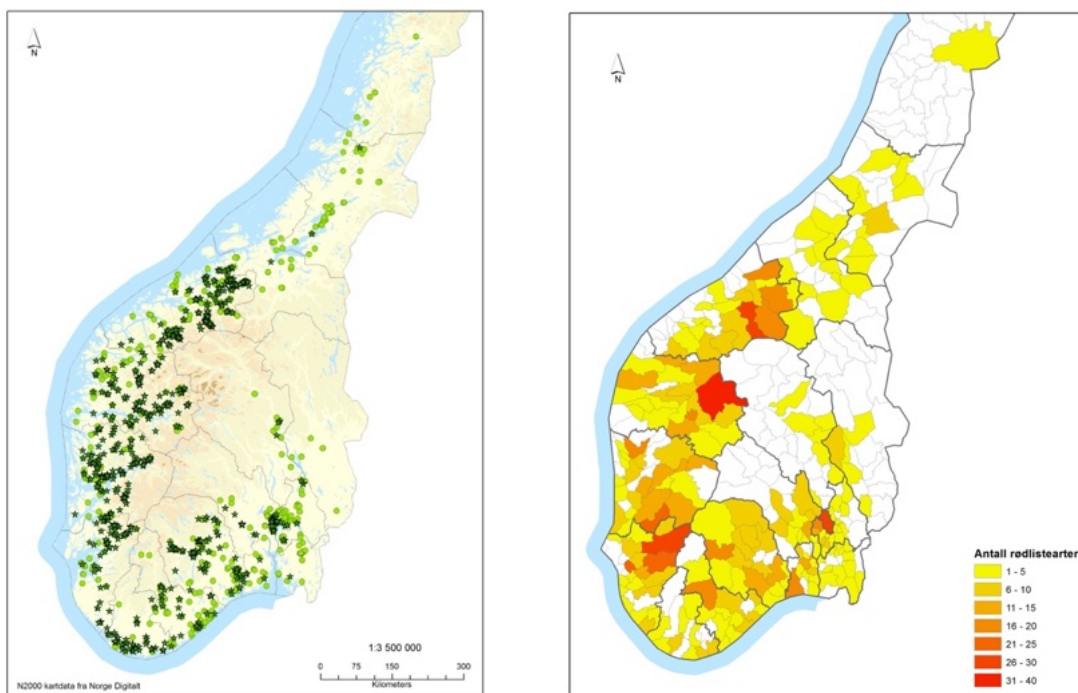 N
1:3 500 000
0 75 150 300
Kilometers
N2000 kartdata fra Norge Digitalt
N
Antall rødlistearter
1 - 5
6 - 10
11 - 15
16 - 20
21 - 25
26 - 30
31 - 40